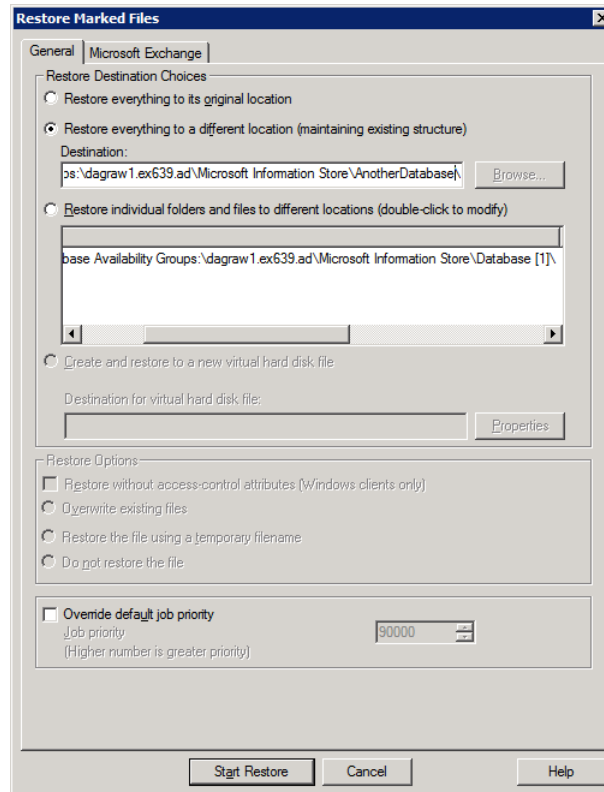 Restore Marked Files
General
Microsoft Exchange
Restore Destination Choices
Restore everything to its original location
Restore everything to a different location (maintaining existing structure)
Destination:
ps:\dagraw1.ex639.ad\Microsoft Information Store\AnotherDatabase\
Browse...
Restore individual folders and files to different locations (double-click to modify)
base Availability Groups:\dagraw1.ex639.ad\Microsoft Information Store\Database [1]\
Create and restore to a new virtual hard disk file
Destination for virtual hard disk file:
Properties
Restore Options
Restore without access-control attributes (Windows clients only)
Overwrite existing files
Restore the file using a temporary filename
Do not restore the file
Override default job priority
Job priority
90000
(Higher number is greater priority)
Start Restore
Cancel
Help